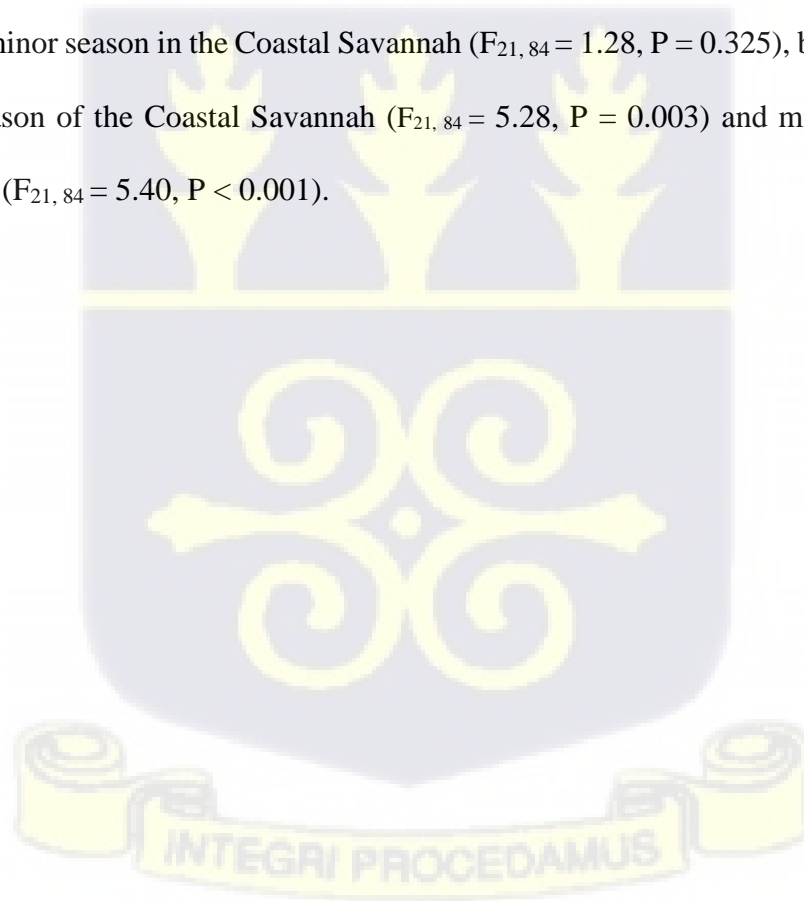 minor season in the Coastal Savannah (F21, 84 = 1.28, P = 0.325),
son of the Coastal Savannah (F21, 84 = 5.28, P = 0.003) and
(F21, 84 = 5.40, P < 0.001).
INTEGRI PROCEDAMUS